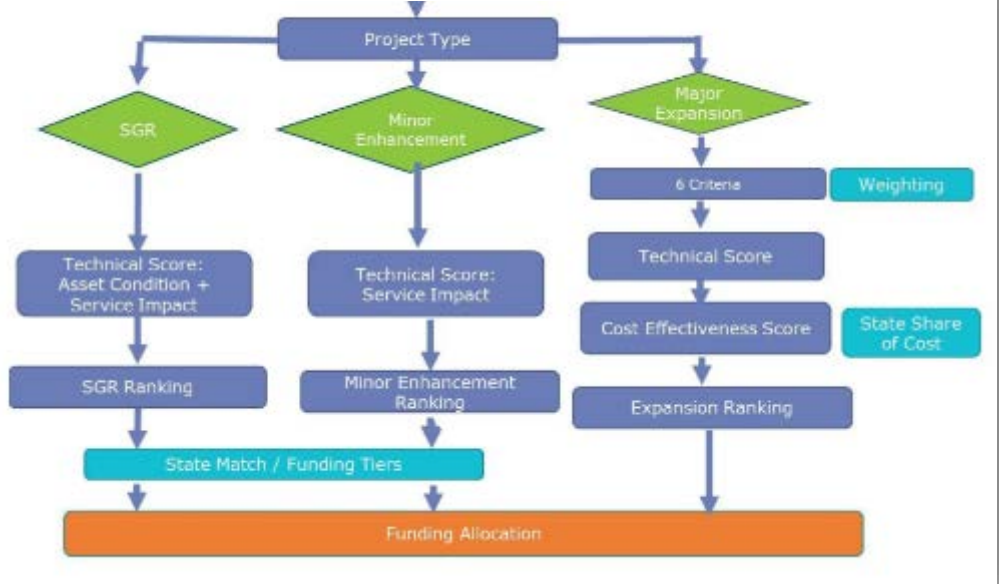 Project Type
SGR
Minor
Enhancement
Major
Expansion
6 Criteria
Weighting
Technical Score:
Asset Condition +
Service Impact
Technical Score:
Service Impact
Technical Score
Cost Effectiveness Score
State Share
of Cost
SGR Ranking
Minor Enhancement
Ranking
Expansion Ranking
State Match / Funding Tiers
Funding Allocation